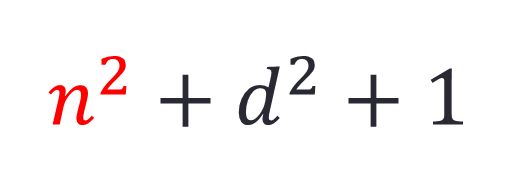 n² + d² + 1